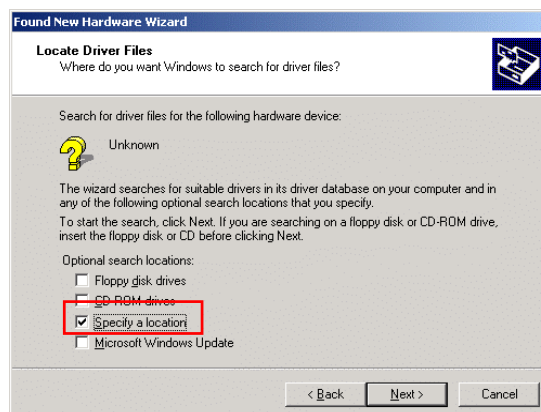 Found New Hardware Wizard
Locate Driver Files
Where do you want Windows to search for driver files?
Search for driver files for the following hardware device:
Unknown
The wizard searches for suitable drivers in its driver database on your computer and in
any of the following optional search locations that you specify.
To start the search, click Next. If you are searching on a floppy disk or CD-ROM drive,
insert the floppy disk or CD before clicking Next.
Optional search locations:
Floppy disk drives
CD-ROM drives
Specify a location
Microsoft Windows Update
< Back Next > Cancel